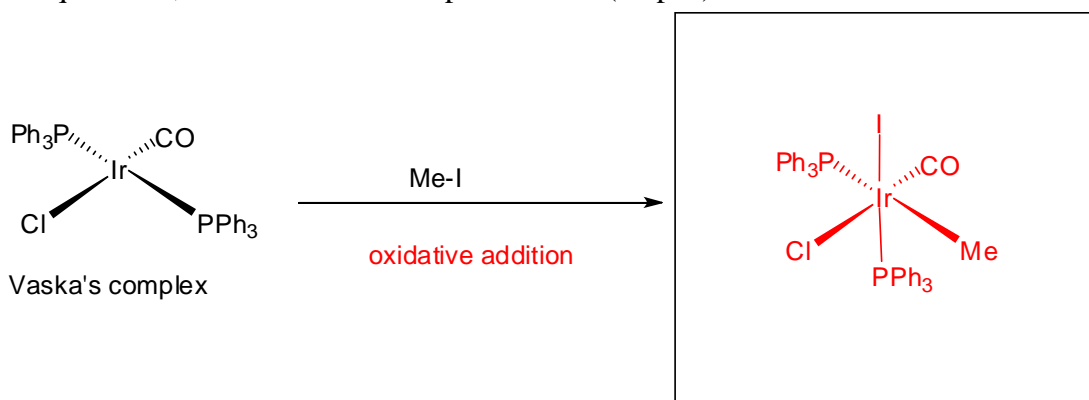 Ph3P
CO
Ir
Cl
PPh3
Vaska's complex
Me-I
oxidative addition
I
Ph3P
CO
Ir
Cl
Me
PPh3